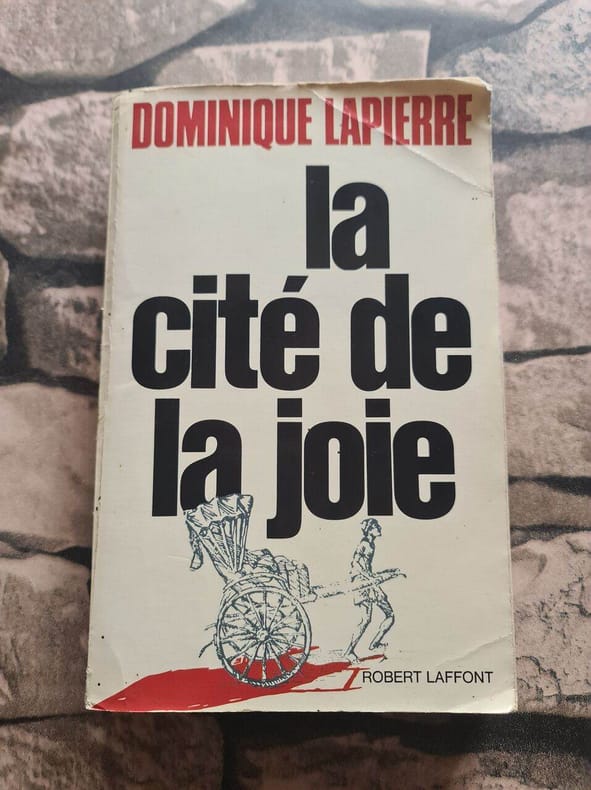 DOMINIQUE LAPIERRE
la
cité de
la joie
ROBERT LAFFONT